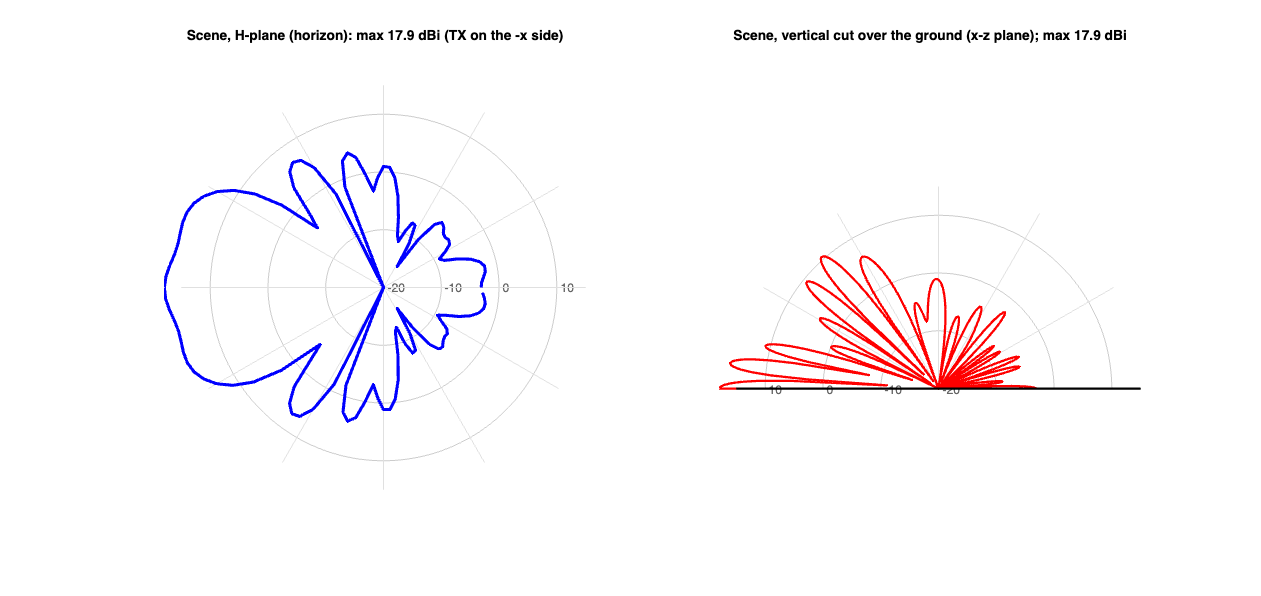 Scene, H-plane (horizon): max 17.9 dBi (TX on the -x side)
Scene, vertical cut over the ground (x-z plane); max 17.9 dBi
-20 -10 0 10
10 0 -10 -20